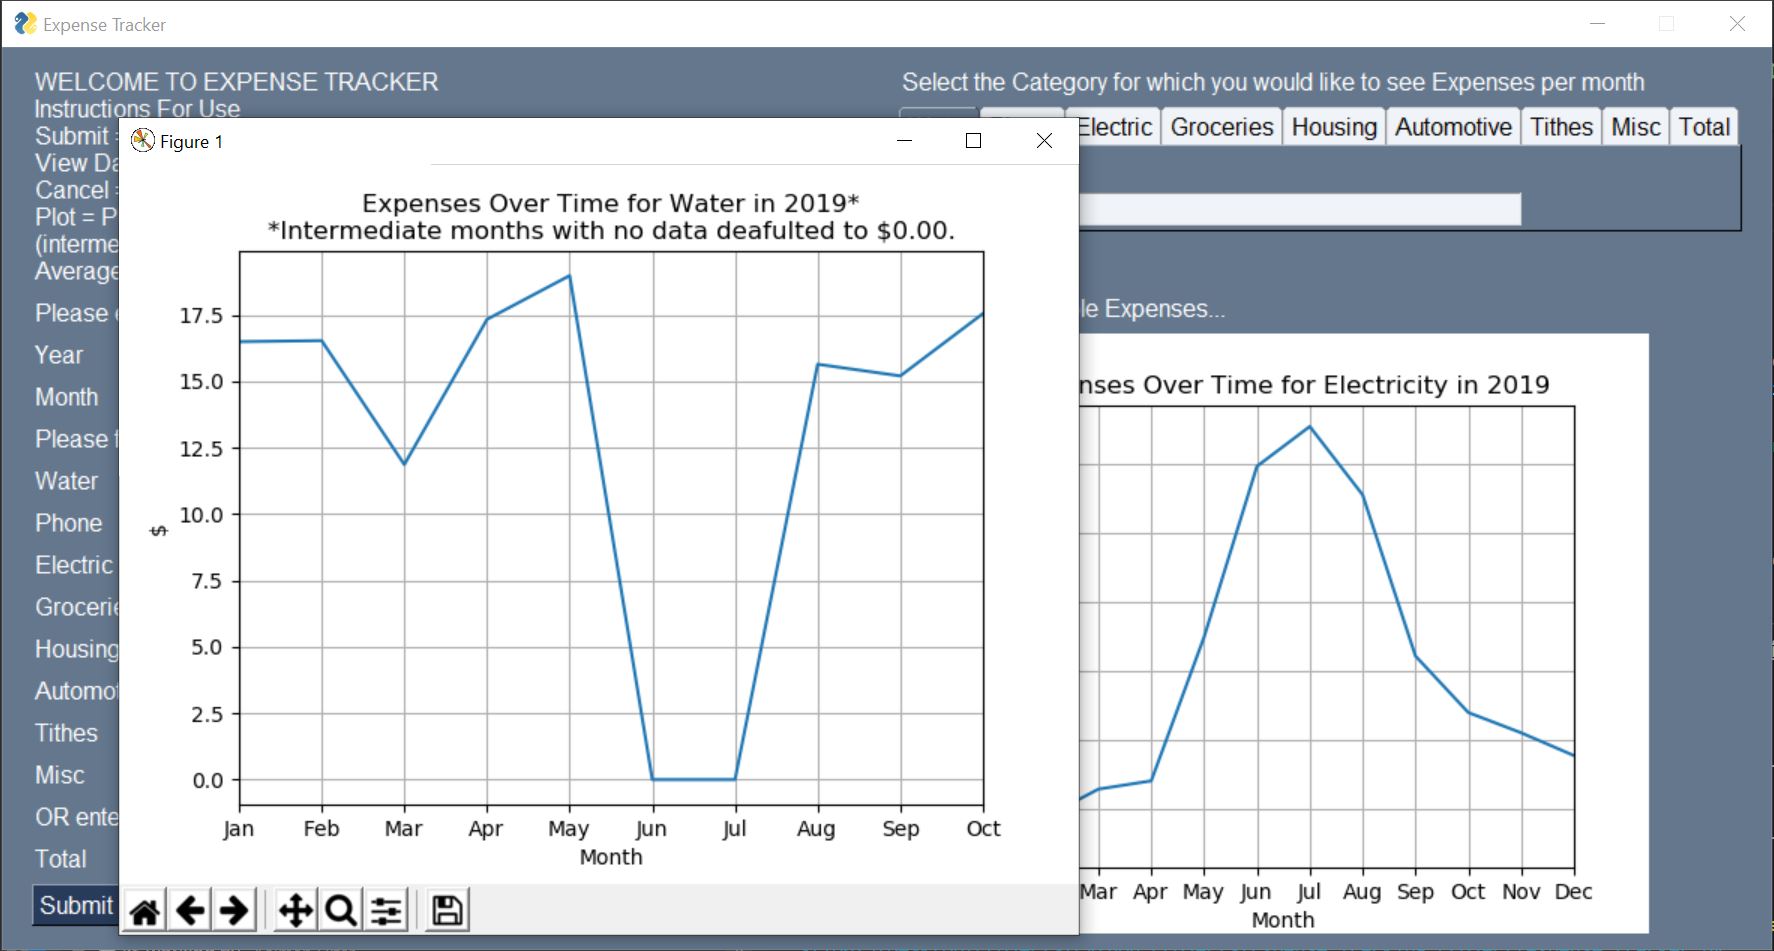 Expense Tracker
WELCOME TO EXPENSE TRACKER
Instructions For Use
Submit =
View Da
Cancel =
Plot = P
(interme
Average
Please e
Year
Month
Please f
Water
Phone
Electric
Grocerie
Housing
Automot
Tithes
Misc
OR ente
Total
Submit
Select the Category for which you would like to see Expenses per month
Electric Groceries Housing Automotive Tithes Misc Total
le Expenses...
Figure 1
Expenses Over Time for Water in 2019*
*Intermediate months with no data deafulted to $0.00.
17.5
15.0
12.5
10.0
7.5
5.0
2.5
0.0
$
Jan Feb Mar Apr May Jun Jul Aug Sep Oct
Month
nses Over Time for Electricity in 2019
Mar Apr May Jun Jul Aug Sep Oct Nov Dec
Month